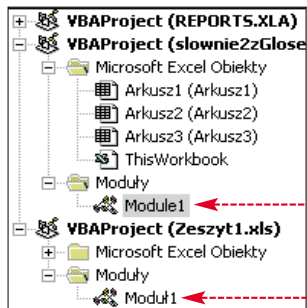 VBAProject (REPORTS.XLA)
VBAProject (slownie2zGlose
Microsoft Excel Obiekty
Arkusz1 (Arkusz1)
Arkusz2 (Arkusz2)
Arkusz3 (Arkusz3)
ThisWorkbook
Moduły
Module1
VBAProject (Zeszyt1.xls)
Microsoft Excel Obiekty
Moduły
Moduł1